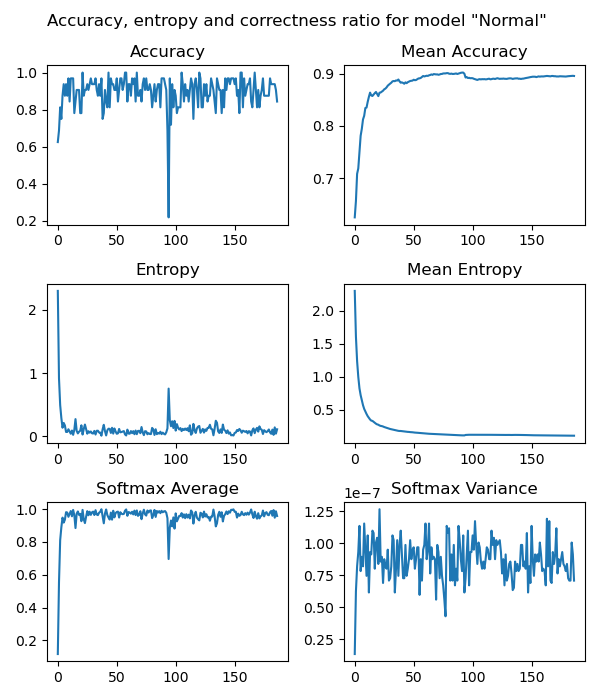 Accuracy, entropy and correctness ratio for model "Normal"
Accuracy
Mean Accuracy
1.0
0.8
0.6
0.4
0.2
0 50 100 150
0.9
0.8
0.7
0 50 100 150
Entropy
Mean Entropy
2
1
0
0 50 100 150
2.0
1.5
1.0
0.5
0 50 100 150
Softmax Average
Softmax Variance
1.0
0.8
0.6
0.4
0.2
0 50 100 150
1e−7
1.25
1.00
0.75
0.50
0.25
0 50 100 150